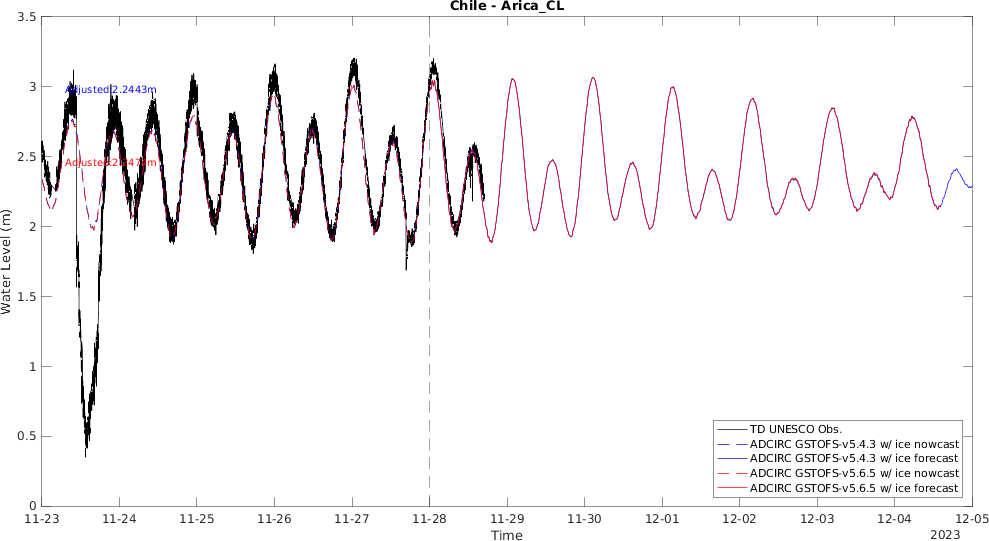 Chile - Arica_CL
Water Level (m)
3.5
3
2.5
2
1.5
1
0.5
0
Adjusted:2.2443m
TD UNESCO Obs.
ADCIRC GSTOFS-v5.4.3 w/ ice nowcast
ADCIRC GSTOFS-v5.4.3 w/ ice forecast
ADCIRC GSTOFS-v5.6.5 w/ ice nowcast
ADCIRC GSTOFS-v5.6.5 w/ ice forecast
11-23 11-24 11-25 11-26 11-27 11-28 11-29 11-30 12-01 12-02 12-03 12-04 12-05
Time
2023